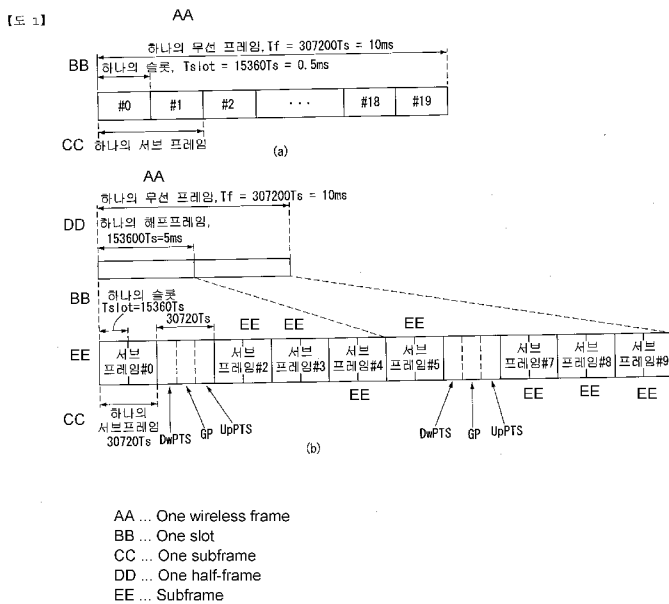 【도 1】
AA
하나의 무선 프레임, Tf = 307200Ts = 10ms
BB
하나의 슬롯, Tslot = 15360Ts = 0.5ms
#0 #1 #2 ··· #18 #19
CC 하나의 서브 프레임
(a)
AA
하나의 무선 프레임, Tf = 307200Ts = 10ms
DD 하나의 해프프레임,
153600Ts=5ms
BB
하나의 슬롯
Tslot=15360Ts
30720Ts
EE EE EE
EE
서브 프레임#0
서브 프레임#2
서브 프레임#3
서브 프레임#4
서브 프레임#5
서브 프레임#7
서브 프레임#8
서브 프레임#9
EE EE EE EE
CC
하나의
서브프레임
30720Ts
DwPTS GP UpPTS
DwPTS GP UpPTS
(b)
AA ... One wireless frame
BB ... One slot
CC ... One subframe
DD ... One half-frame
EE ... Subframe